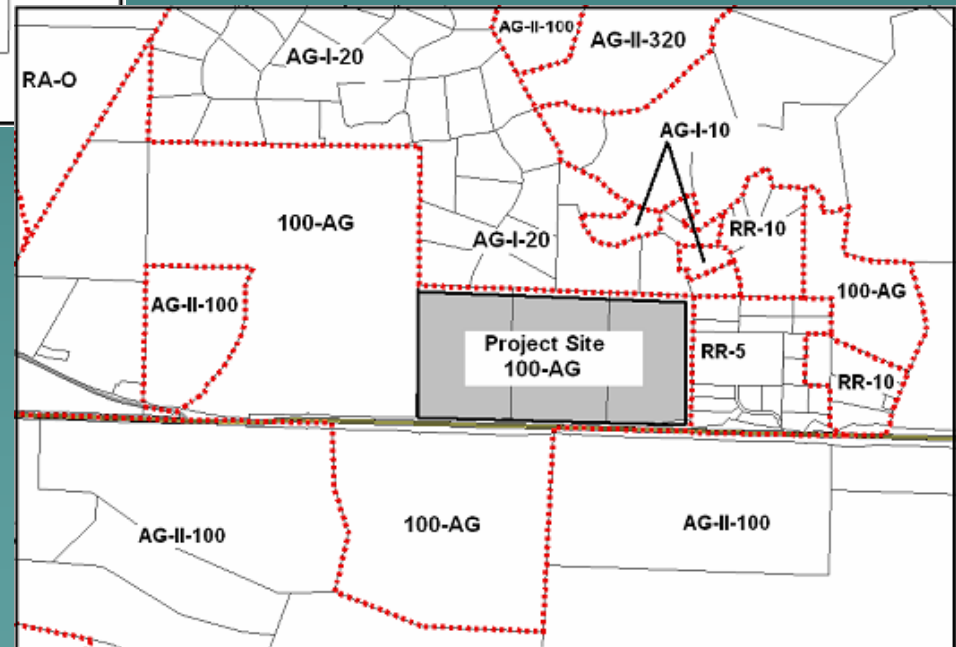 AG-II-100
AG-II-320
AG-I-20
RA-O
AG-I-10
100-AG
RR-10
AG-I-20
100-AG
AG-II-100
Project Site
100-AG
RR-5
RR-10
100-AG
AG-II-100
AG-II-100